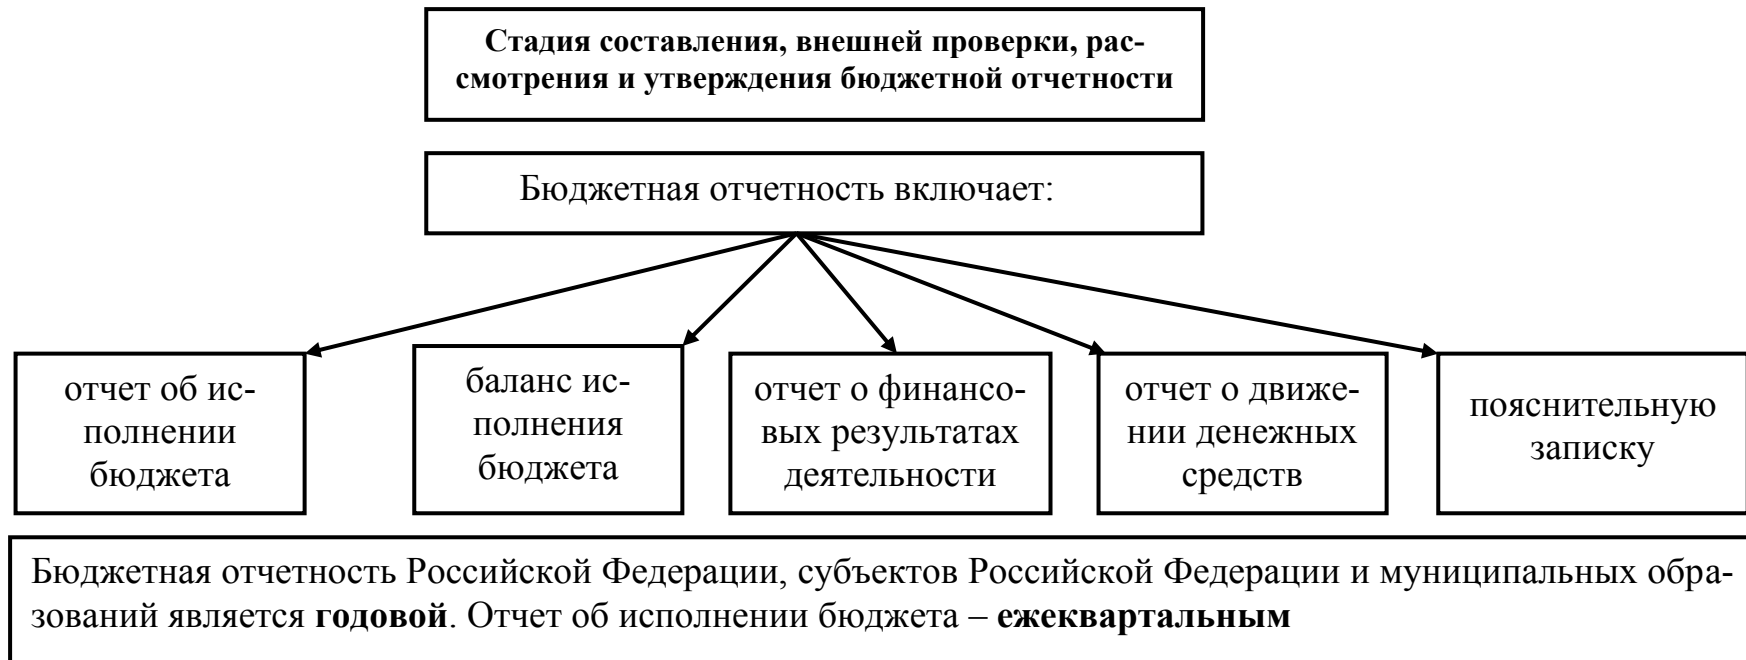 Стадия составления, внешней проверки, рас-
смотрения и утверждения бюджетной отчетности
Бюджетная отчетность включает:
отчет об ис-
полнении
бюджета
баланс ис-
полнения
бюджета
отчет о финансо-
вых результатах
деятельности
отчет о движе-
нии денежных
средств
пояснительную
записку
Бюджетная отчетность Российской Федерации, субъектов Российской Федерации и муниципальных обра-
зований является годовой. Отчет об исполнении бюджета – ежеквартальным